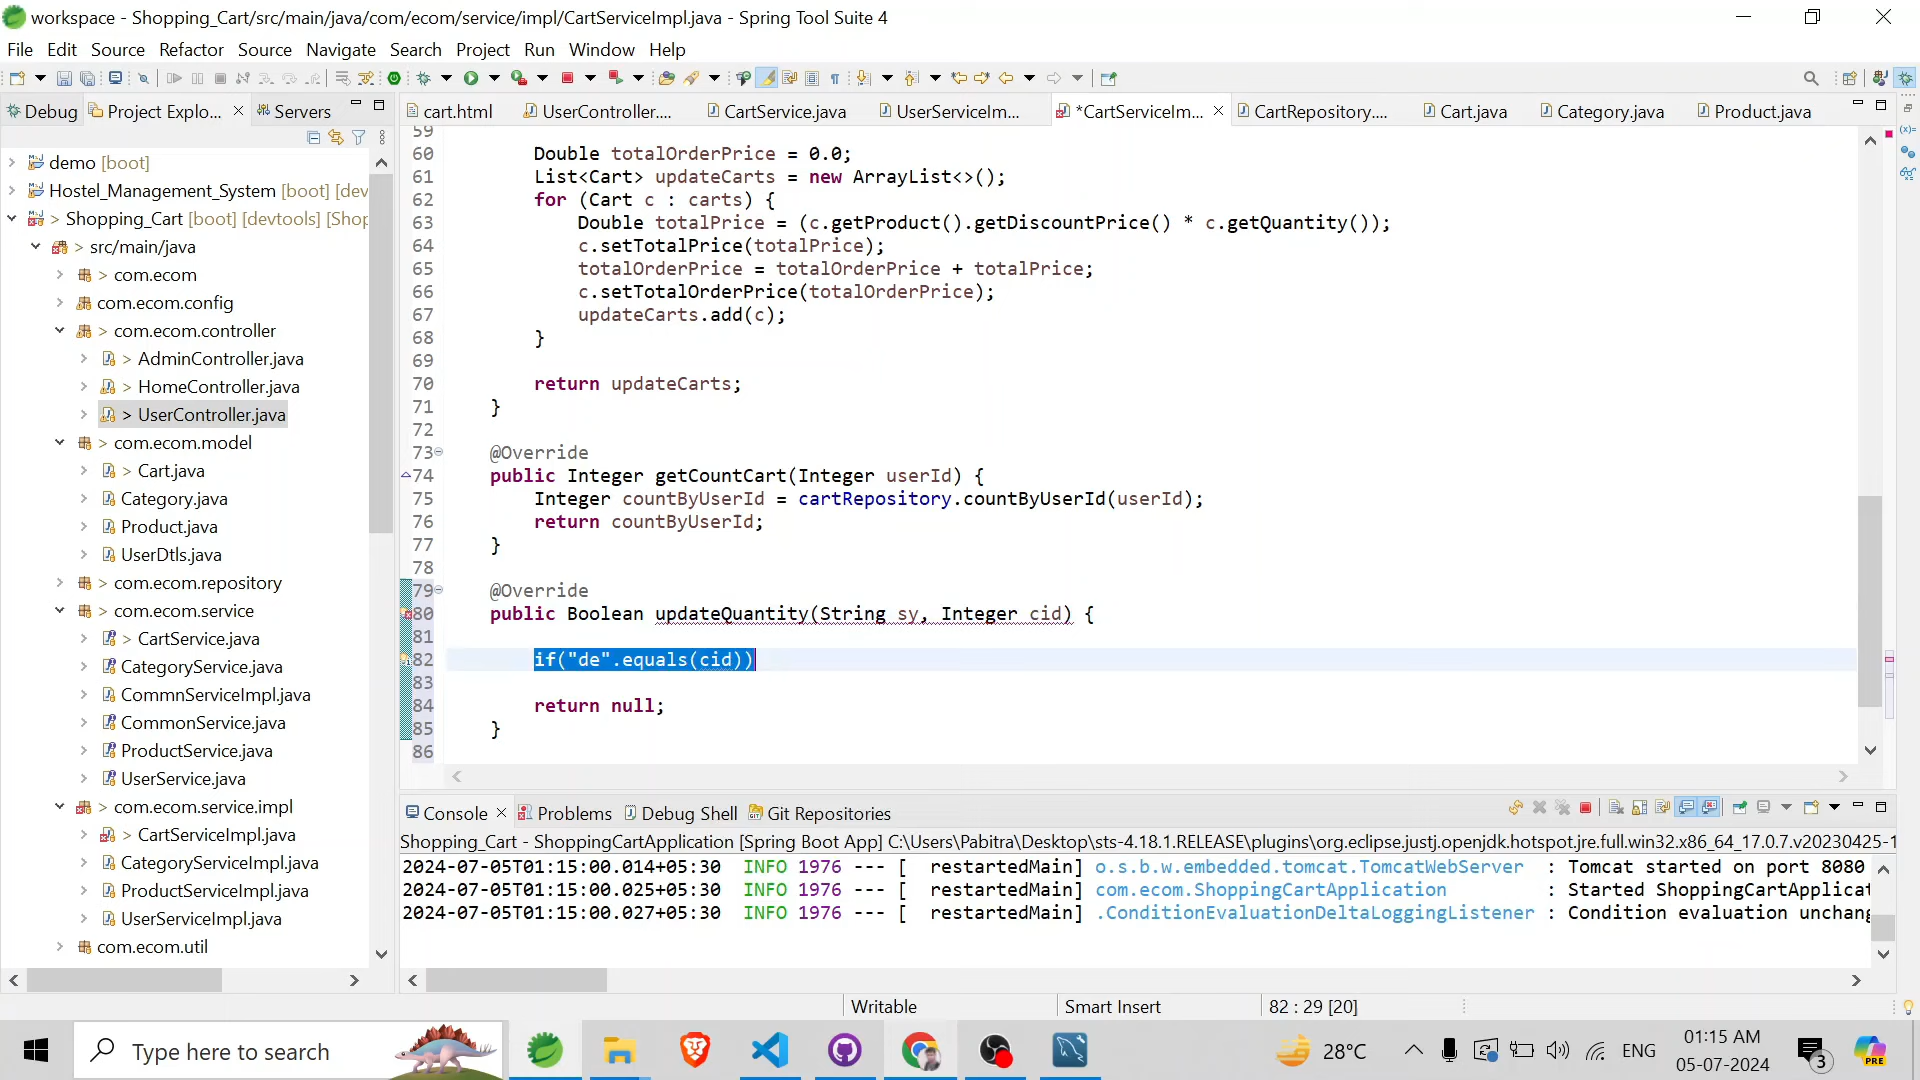 workspace - Shopping_Cart/src/main/java/com/ecom/service/impl/CartServiceImpl.java - Spring Tool Suite 4
File Edit Source Refactor Source Navigate Search Project Run Window Help
Debug Project Explo... Servers
cart.html UserController.... CartService.java UserServiceIm... *CartServiceIm... CartRepository.... Cart.java Category.java Product.java
demo [boot]
Hostel_Management_System [boot] [dev
> Shopping_Cart [boot] [devtools] [Shop
> src/main/java
> com.ecom
com.ecom.config
> com.ecom.controller
> AdminController.java
> HomeController.java
> UserController.java
> com.ecom.model
> Cart.java
Category.java
Product.java
UserDtls.java
> com.ecom.repository
> com.ecom.service
> CartService.java
CategoryService.java
> CommnServiceImpl.java
CommonService.java
ProductService.java
UserService.java
> com.ecom.service.impl
> CartServiceImpl.java
CategoryServiceImpl.java
ProductServiceImpl.java
UserServiceImpl.java
com.ecom.util
59
60 Double totalOrderPrice = 0.0;
61 List<Cart> updateCarts = new ArrayList<>();
62 for (Cart c : carts) {
63 Double totalPrice = (c.getProduct().getDiscountPrice() * c.getQuantity());
64 c.setTotalPrice(totalPrice);
65 totalOrderPrice = totalOrderPrice + totalPrice;
66 c.setTotalOrderPrice(totalOrderPrice);
67 updateCarts.add(c);
68 }
69
70 return updateCarts;
71 }
72
73 @Override
74 public Integer getCountCart(Integer userId) {
75 Integer countByUserId = cartRepository.countByUserId(userId);
76 return countByUserId;
77 }
78
79 @Override
80 public Boolean updateQuantity(String sy, Integer cid) {
81
82 if("de".equals(cid))
83
84 return null;
85 }
86
Console Problems Debug Shell Git Repositories
Shopping_Cart - ShoppingCartApplication [Spring Boot App] C:\Users\Pabitra\Desktop\sts-4.18.1.RELEASE\plugins\org.eclipse.justj.openjdk.hotspot.jre.full.win32.x86_64_17.0.7.v20230425-1
2024-07-05T01:15:00.014+05:30 INFO 1976 --- [ restartedMain] o.s.b.w.embedded.tomcat.TomcatWebServer : Tomcat started on port 8080
2024-07-05T01:15:00.025+05:30 INFO 1976 --- [ restartedMain] com.ecom.ShoppingCartApplication : Started ShoppingCartApplicat
2024-07-05T01:15:00.027+05:30 INFO 1976 --- [ restartedMain] .ConditionEvaluationDeltaLoggingListener : Condition evaluation unchang
Writable Smart Insert 82 : 29 [20]
Type here to search 28°C ENG 01:15 AM
05-07-2024 3 PRE